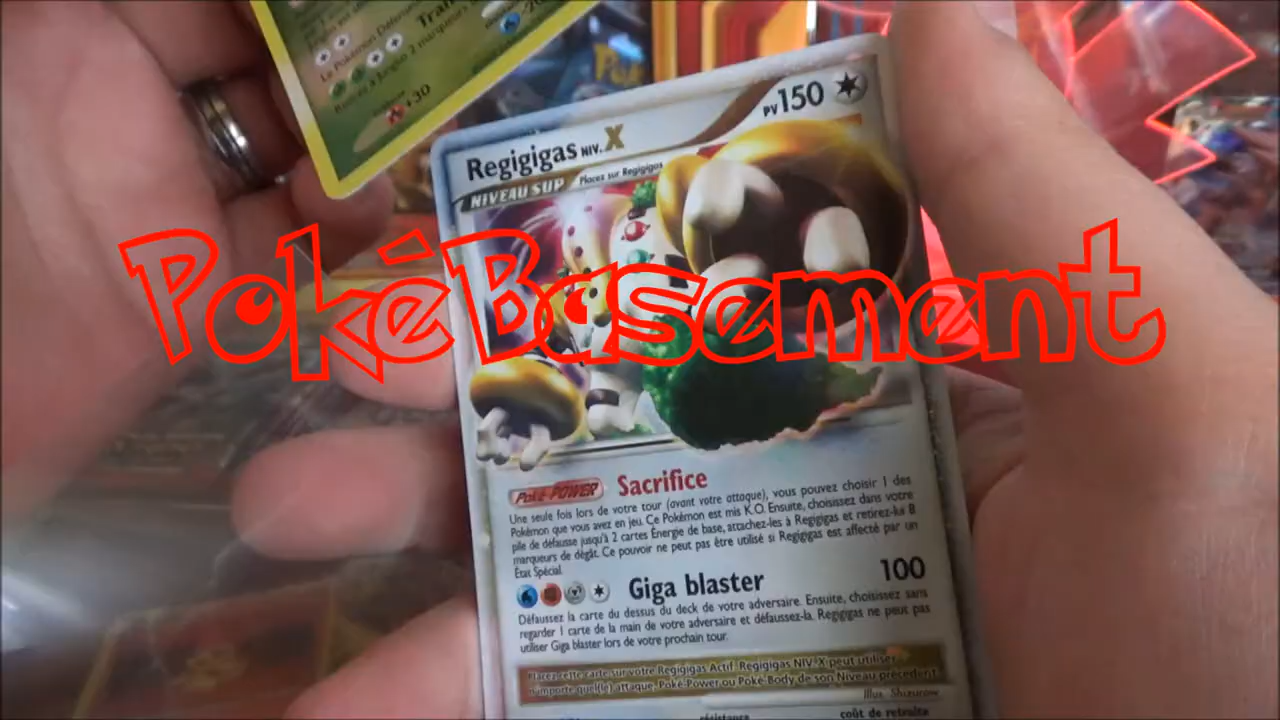 Tran
Le Pokémon Défens
-20
+30
PokéBasement
Regigigas NIV. X
PV 150
NIVEAU SUP
Placez sur Regigigas
Poké-POWER Sacrifice
Une seule fois lors de votre tour (avant votre attaque), vous pouvez choisir 1 des
Pokémon que vous avez en jeu. Ce Pokémon est mis K.O. Ensuite, choisissez dans votre
pile de défausse jusqu'à 2 cartes Énergie de base, attachez-les à Regigigas et retirez-lui 8
marqueurs de dégât. Ce pouvoir ne peut pas être utilisé si Regigigas est affecté par un
État Spécial.
Giga blaster 100
Défaussez la carte du dessus du deck de votre adversaire. Ensuite, choisissez sans
regarder 1 carte de la main de votre adversaire et défaussez-la. Regigigas ne peut pas
utiliser Giga blaster lors de votre prochain tour.
Placez cette carte sur votre Regigigas Actif. Regigigas NIV. X peut utiliser
n'importe quel(le) attaque, Poké-Power ou Poké-Body de son Niveau précédent.
Illus. Shizurow
résistance
coût de retraite